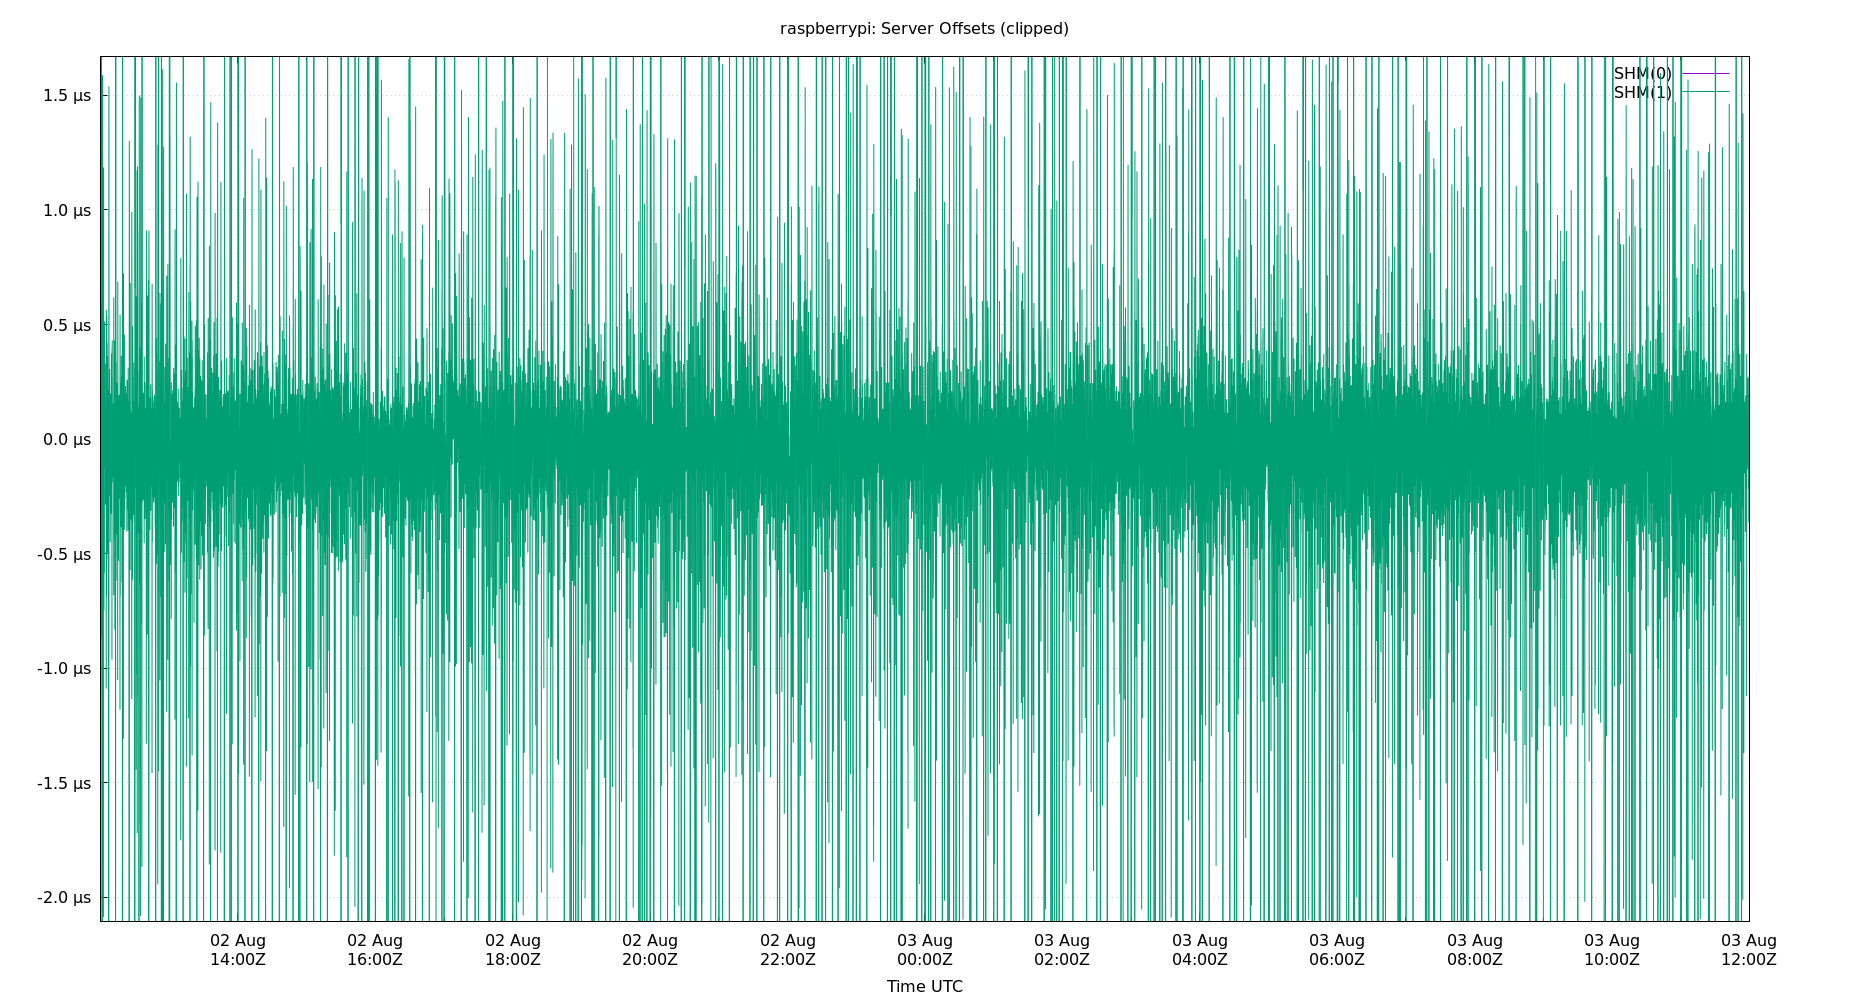 raspberrypi: Server Offsets (clipped)
SHM(0)
SHM(1)
1.5 µs
1.0 µs
0.5 µs
0.0 µs
-0.5 µs
-1.0 µs
-1.5 µs
-2.0 µs
02 Aug 02 Aug 02 Aug 02 Aug 02 Aug 03 Aug 03 Aug 03 Aug 03 Aug 03 Aug 03 Aug 03 Aug
14:00Z 16:00Z 18:00Z 20:00Z 22:00Z 00:00Z 02:00Z 04:00Z 06:00Z 08:00Z 10:00Z 12:00Z
Time UTC